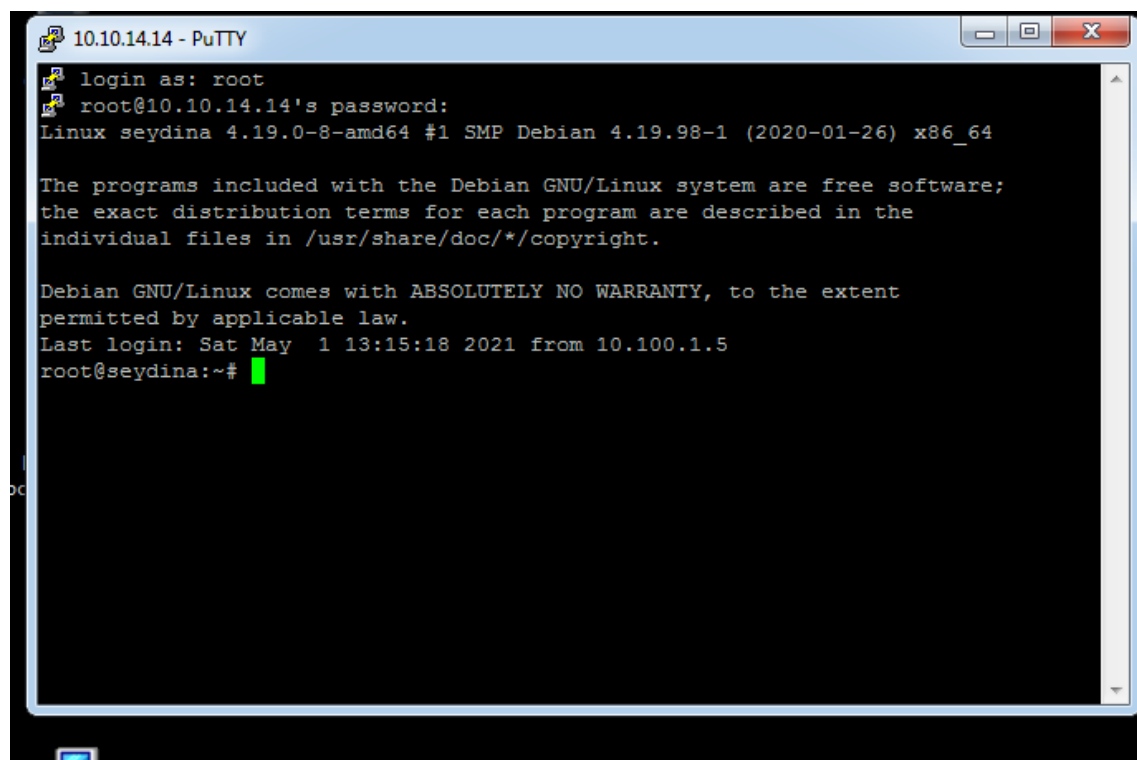 10.10.14.14 - PuTTY
login as: root
root@10.10.14.14's password:
Linux seydina 4.19.0-8-amd64 #1 SMP Debian 4.19.98-1 (2020-01-26) x86_64
The programs included with the Debian GNU/Linux system are free software;
the exact distribution terms for each program are described in the
individual files in /usr/share/doc/*/copyright.
Debian GNU/Linux comes with ABSOLUTELY NO WARRANTY, to the extent
permitted by applicable law.
Last login: Sat May  1 13:15:18 2021 from 10.100.1.5
root@seydina:~#